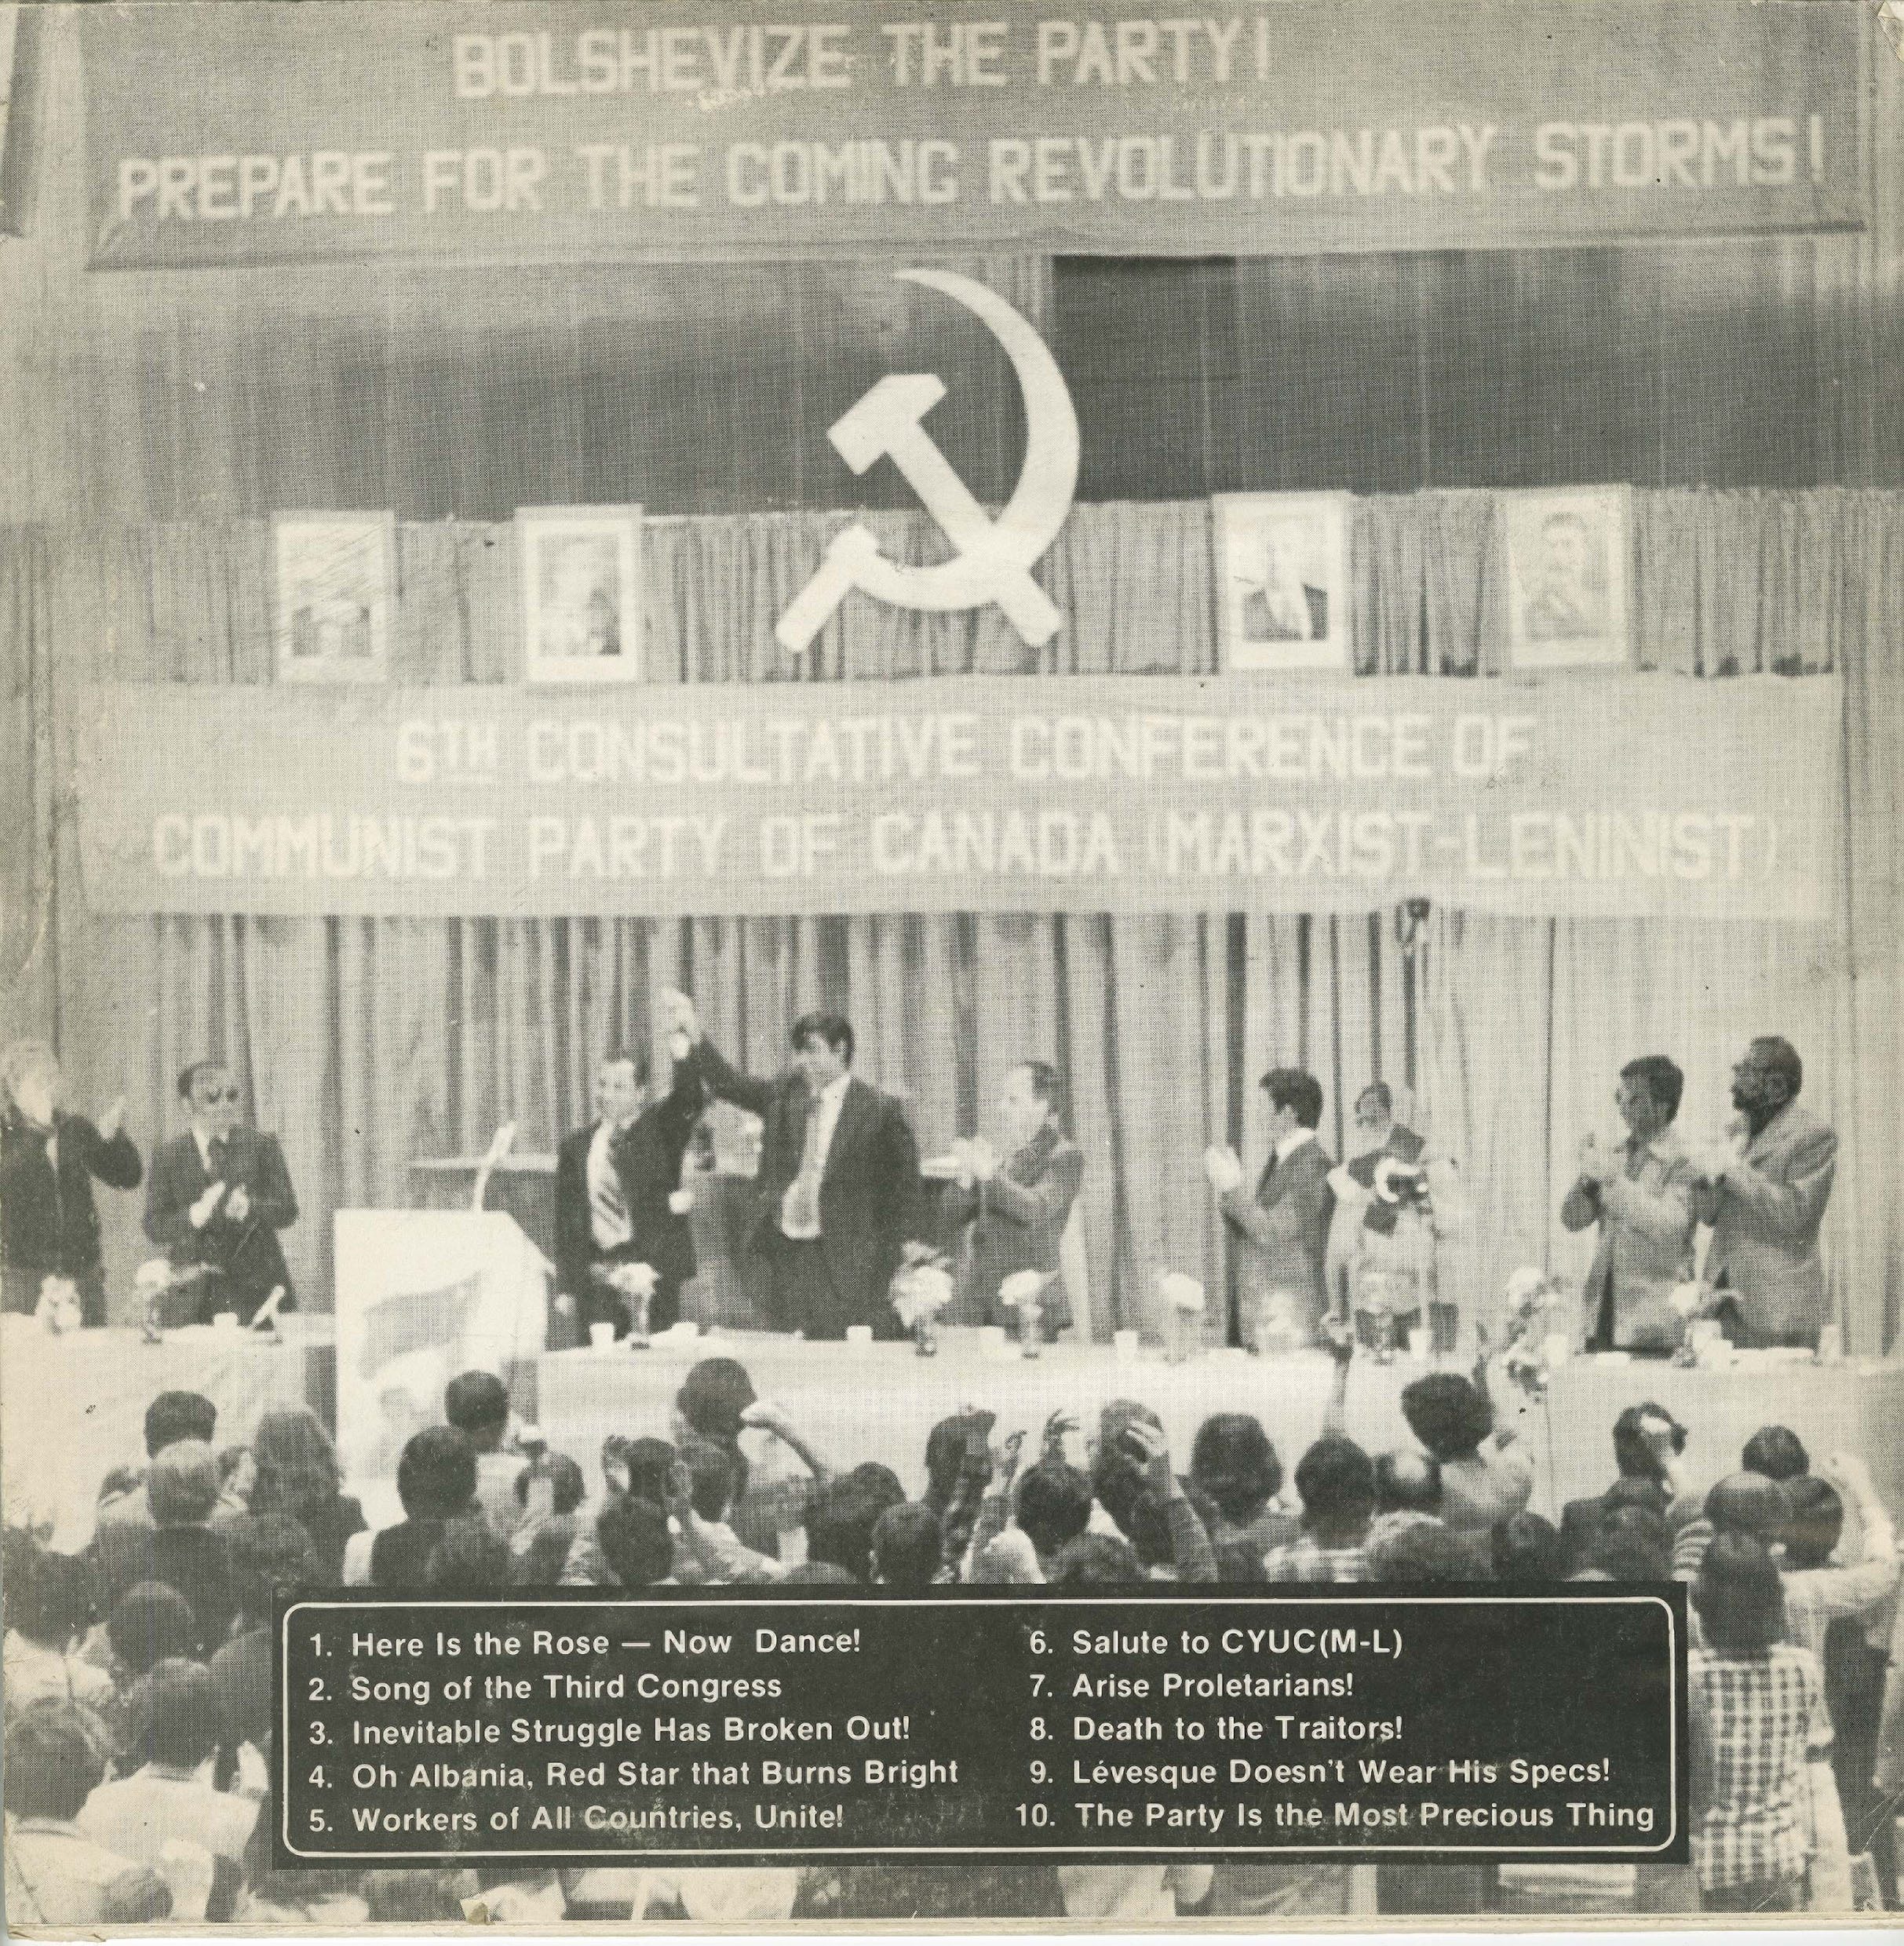 BOLSHEVIZE THE PARTY!
PREPARE FOR THE COMING REVOLUTIONARY STORMS!
6TH CONSULTATIVE CONFERENCE OF
COMMUNIST PARTY OF CANADA (MARXIST-LENINIST)
1. Here Is the Rose — Now Dance!
2. Song of the Third Congress
3. Inevitable Struggle Has Broken Out!
4. Oh Albania, Red Star that Burns Bright
5. Workers of All Countries, Unite!
6. Salute to CYUC(M-L)
7. Arise Proletarians!
8. Death to the Traitors!
9. Lévesque Doesn't Wear His Specs!
10. The Party Is the Most Precious Thing